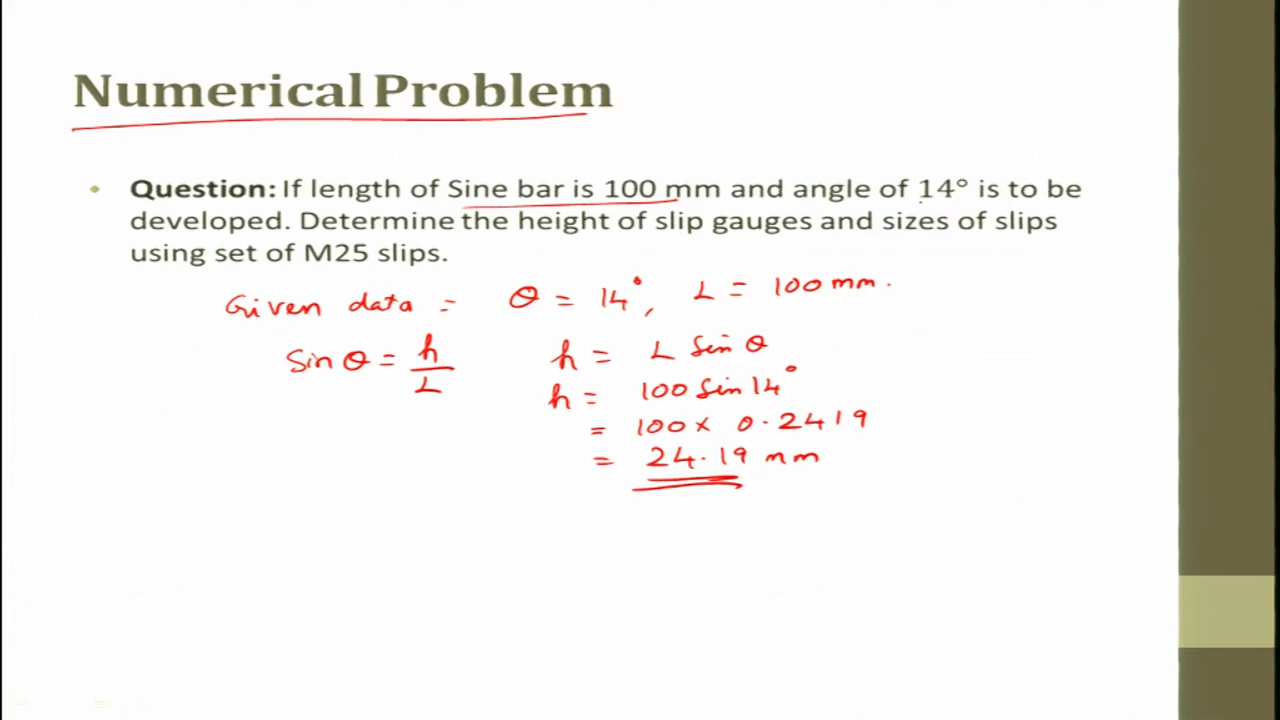 Numerical Problem
• Question: If length of Sine bar is 100 mm and angle of 14° is to be
developed. Determine the height of slip gauges and sizes of slips
using set of M25 slips.
Given data = θ = 14°, L = 100 mm.
Sin θ = h/L h = L Sin θ
h = 100 Sin 14°
= 100 × 0.2419
= 24.19 mm